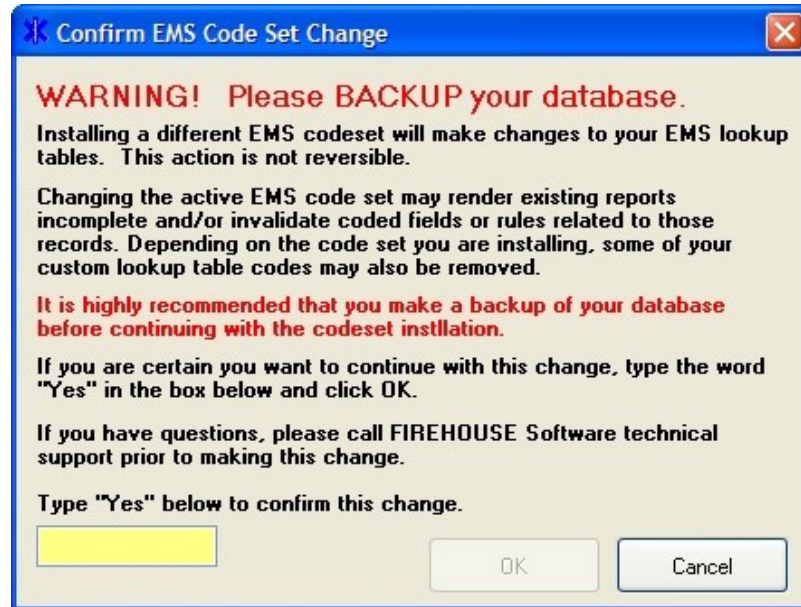 Confirm EMS Code Set Change
WARNING! Please BACKUP your database.
Installing a different EMS codeset will make changes to your EMS lookup
tables. This action is not reversible.
Changing the active EMS code set may render existing reports
incomplete and/or invalidate coded fields or rules related to those
records. Depending on the code set you are installing, some of your
custom lookup table codes may also be removed.
It is highly recommended that you make a backup of your database
before continuing with the codeset instllation.
If you are certain you want to continue with this change, type the word
"Yes" in the box below and click OK.
If you have questions, please call FIREHOUSE Software technical
support prior to making this change.
Type "Yes" below to confirm this change.
OK Cancel